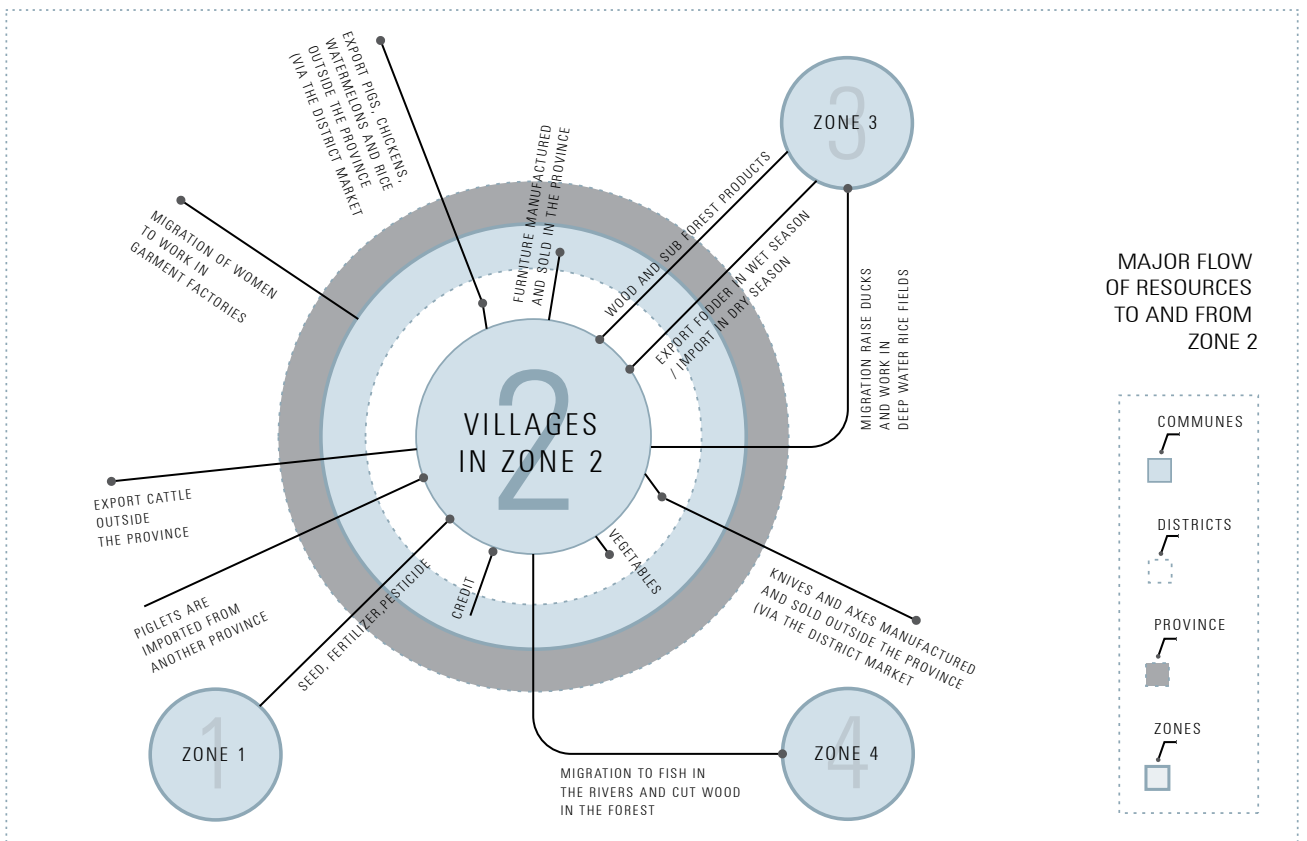 EXPORT PIGS, CHICKENS,
WATERMELONS AND RICE
OUTSIDE THE PROVINCE
(VIA THE DISTRICT MARKET
MIGRATION OF WOMEN
TO WORK IN
GARMENT FACTORIES
FURNITURE MANUFACTURED
AND SOLD IN THE PROVINCE
WOOD AND SUB FOREST PRODUCTS
EXPORT FODDER IN WET SEASON
/ IMPORT IN DRY SEASON
3
ZONE 3
MIGRATION RAISE DUCKS
AND WORK IN
DEEP WATER RICE FIELDS
2
VILLAGES
IN ZONE 2
EXPORT CATTLE
OUTSIDE
THE PROVINCE
PIGLETS ARE
IMPORTED FROM
ANOTHER PROVINCE
SEED, FERTILIZER,PESTICIDE
CREDIT
VEGETABLES
KNIVES AND AXES MANUFACTURED
AND SOLD OUTSIDE THE PROVINCE
(VIA THE DISTRICT MARKET
1
ZONE 1
MIGRATION TO FISH IN
THE RIVERS AND CUT WOOD
IN THE FOREST
4
ZONE 4
MAJOR FLOW
OF RESOURCES
TO AND FROM
ZONE 2
COMMUNES
DISTRICTS
PROVINCE
ZONES